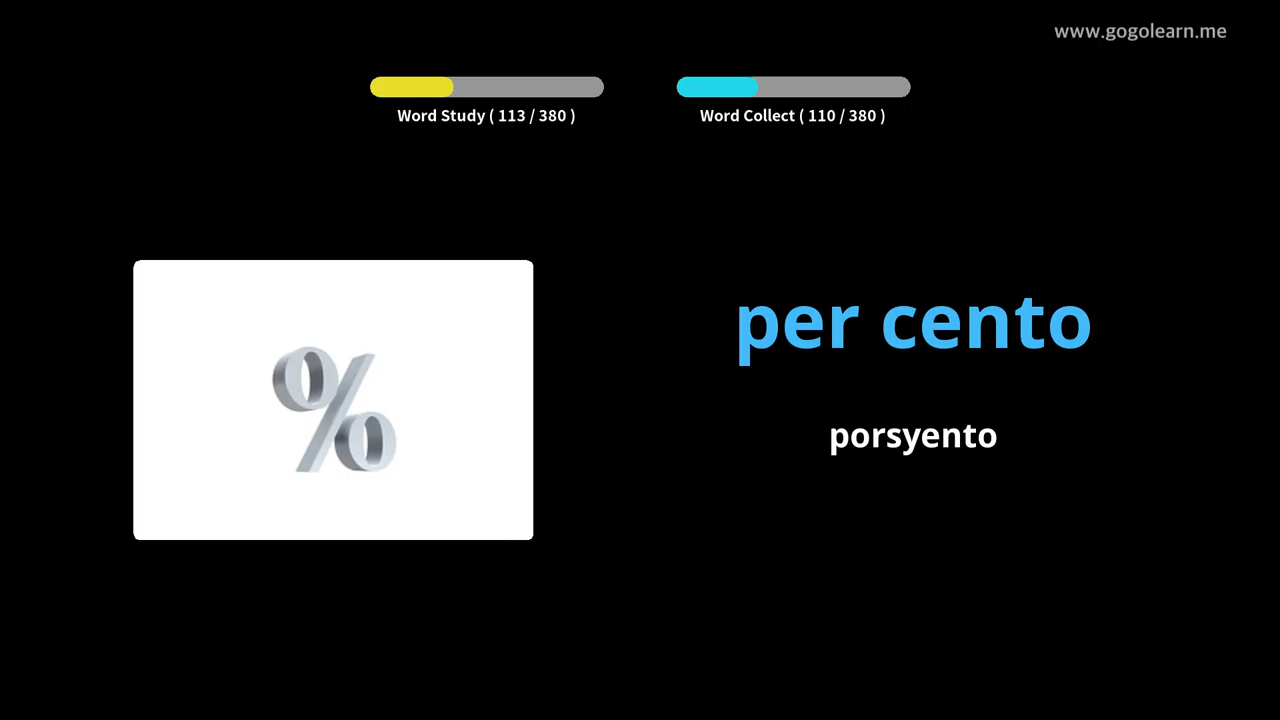 www.gogolearn.me
Word Study ( 113 / 380 )
Word Collect ( 110 / 380 )
%
per cento
porsyento